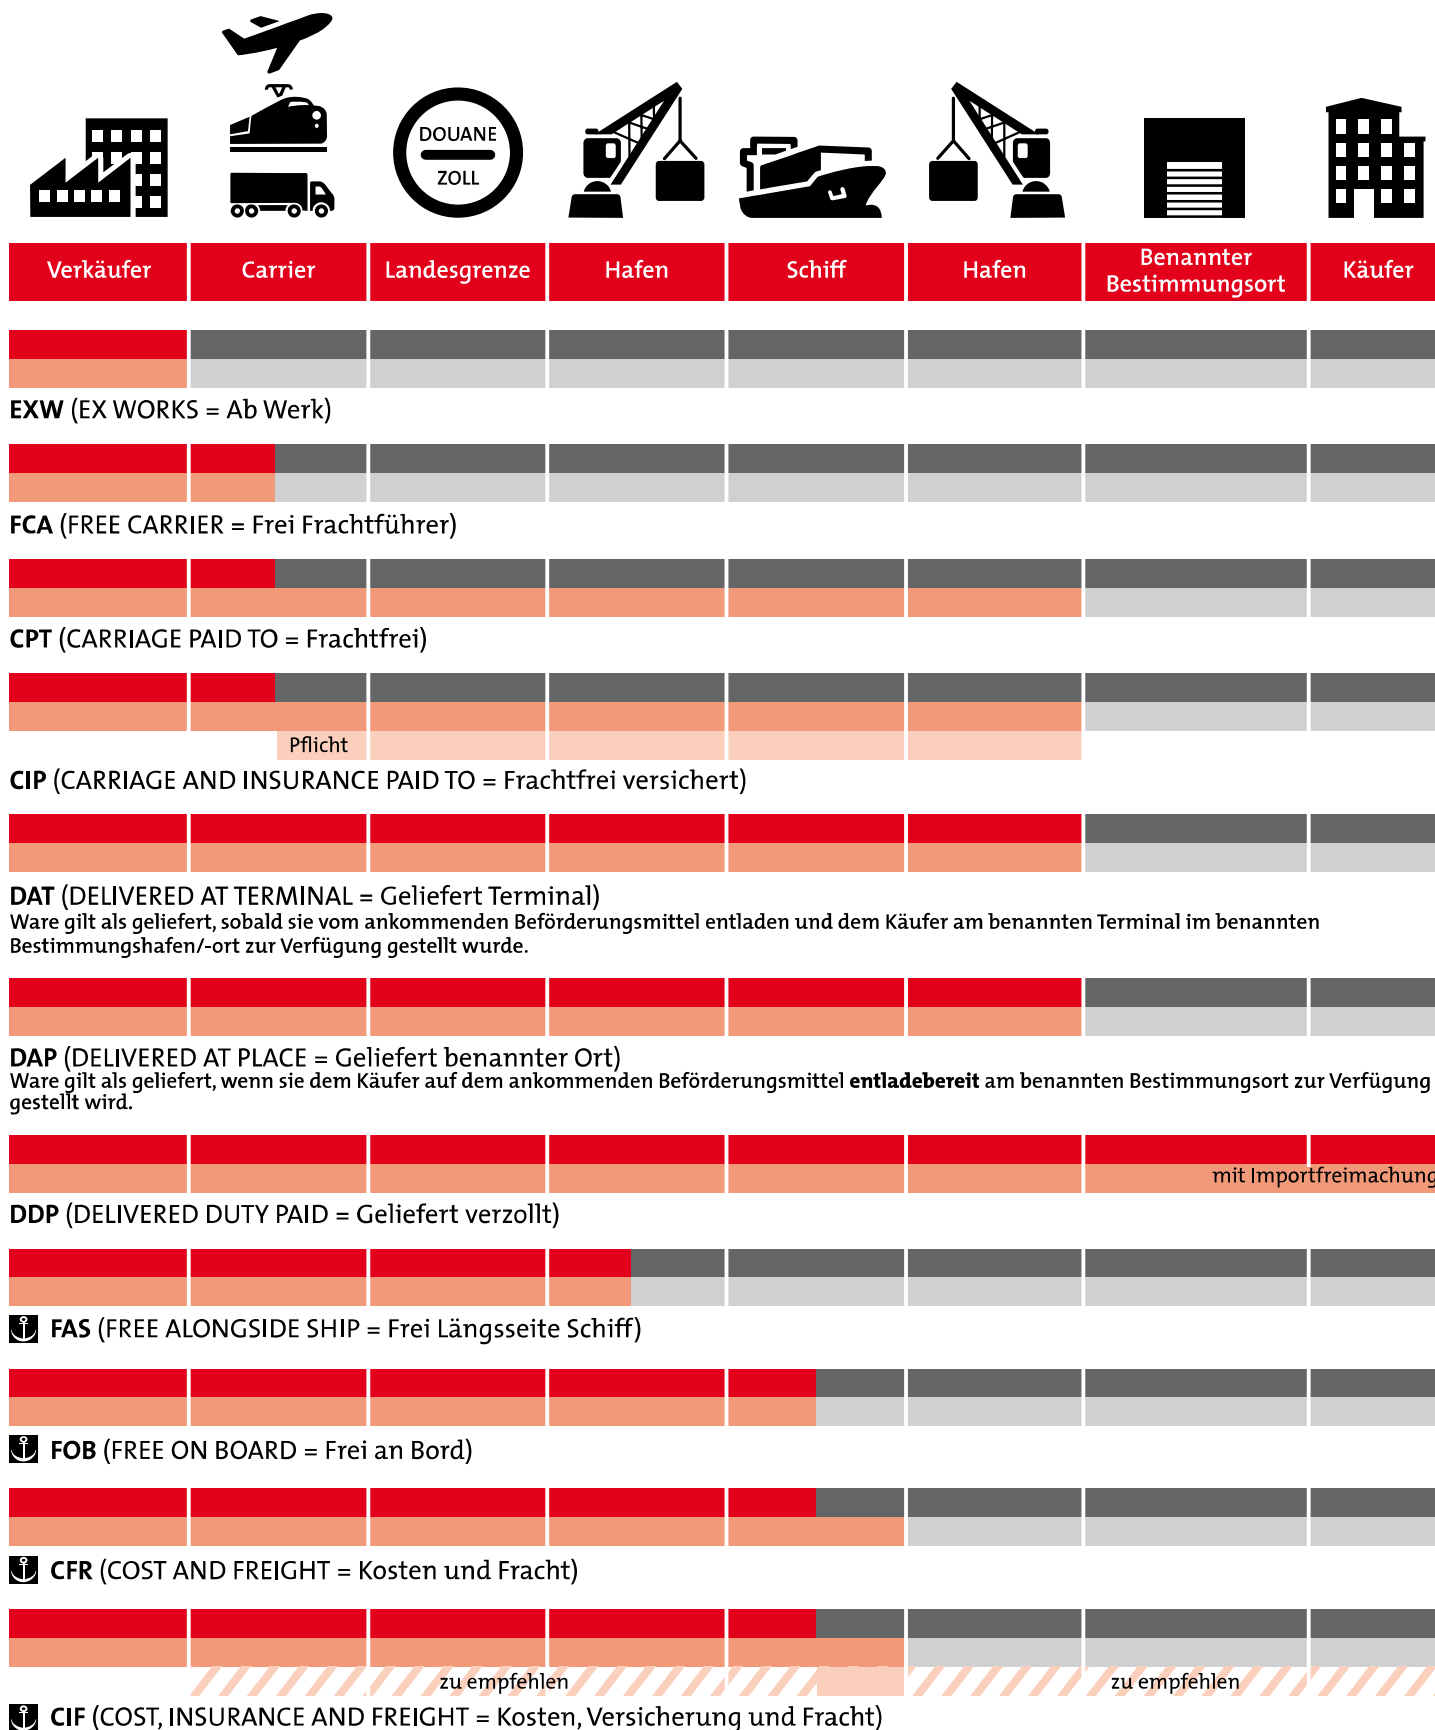 DOUANE
ZOLL
Verkäufer
Carrier
Landesgrenze
Hafen
Schiff
Hafen
Benannter
Bestimmungsort
Käufer
EXW (EX WORKS = Ab Werk)
FCA (FREE CARRIER = Frei Frachtführer)
CPT (CARRIAGE PAID TO = Frachtfrei)
Pflicht
CIP (CARRIAGE AND INSURANCE PAID TO = Frachtfrei versichert)
DAT (DELIVERED AT TERMINAL = Geliefert Terminal)
Ware gilt als geliefert, sobald sie vom ankommenden Beförderungsmittel entladen und dem Käufer am benannten Terminal im benannten
Bestimmungshafen/-ort zur Verfügung gestellt wurde.
DAP (DELIVERED AT PLACE = Geliefert benannter Ort)
Ware gilt als geliefert, wenn sie dem Käufer auf dem ankommenden Beförderungsmittel entladebereit am benannten Bestimmungsort zur Verfügung
gestellt wird.
mit Importfreimachung
DDP (DELIVERED DUTY PAID = Geliefert verzollt)
FAS (FREE ALONGSIDE SHIP = Frei Längsseite Schiff)
FOB (FREE ON BOARD = Frei an Bord)
CFR (COST AND FREIGHT = Kosten und Fracht)
zu empfehlen
zu empfehlen
CIF (COST, INSURANCE AND FREIGHT = Kosten, Versicherung und Fracht)